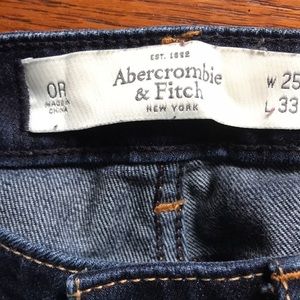 EST. 1892
Abercrombie
& Fitch
NEW YORK
0R
MADE IN
CHINA
W 25
L 33